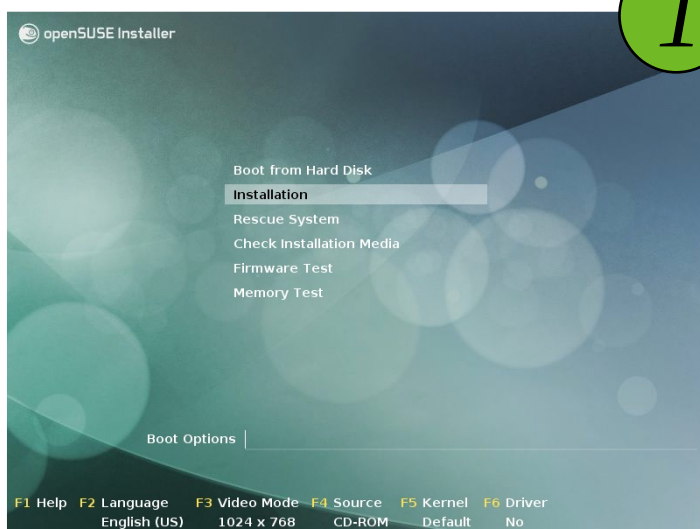 1
openSUSE Installer
Boot from Hard Disk
Installation
Rescue System
Check Installation Media
Firmware Test
Memory Test
Boot Options
F1 Help F2 Language F3 Video Mode F4 Source F5 Kernel F6 Driver
English (US) 1024 x 768 CD-ROM Default No